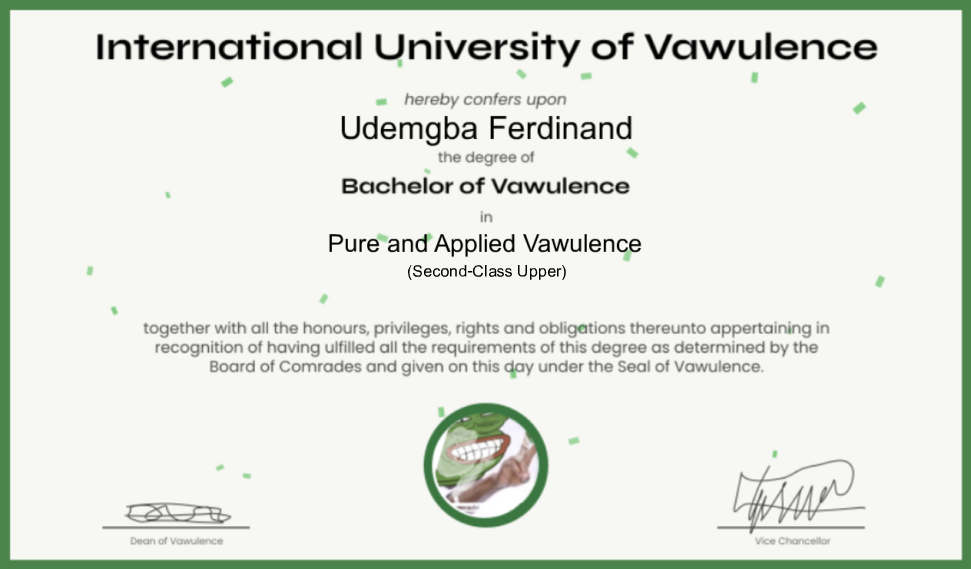 International University of Vawulence
hereby confers upon
Udemgba Ferdinand
the degree of
Bachelor of Vawulence
in
Pure and Applied Vawulence
(Second-Class Upper)
together with all the honours, privileges, rights and obligations thereunto appertaining in
recognition of having ulfilled all the requirements of this degree as determined by the
Board of Comrades and given on this day under the Seal of Vawulence.
Dean of Vawulence
Vice Chancellor